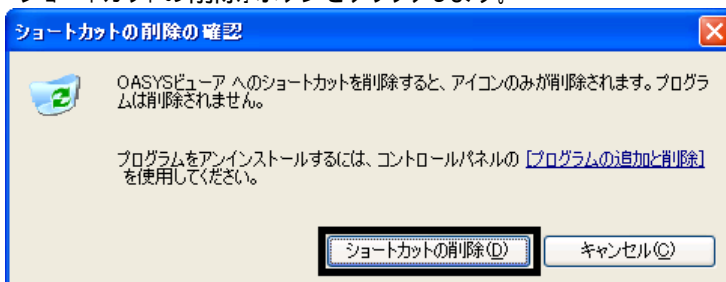 ショートカットの削除の確認
OASYSビューア へのショートカットを削除すると、アイコンのみが削除されます。プログラ
ムは削除されません。
プログラムをアンインストールするには、コントロールパネルの [プログラムの追加と削除]
を使用してください。
ショートカットの削除(D)
キャンセル(C)